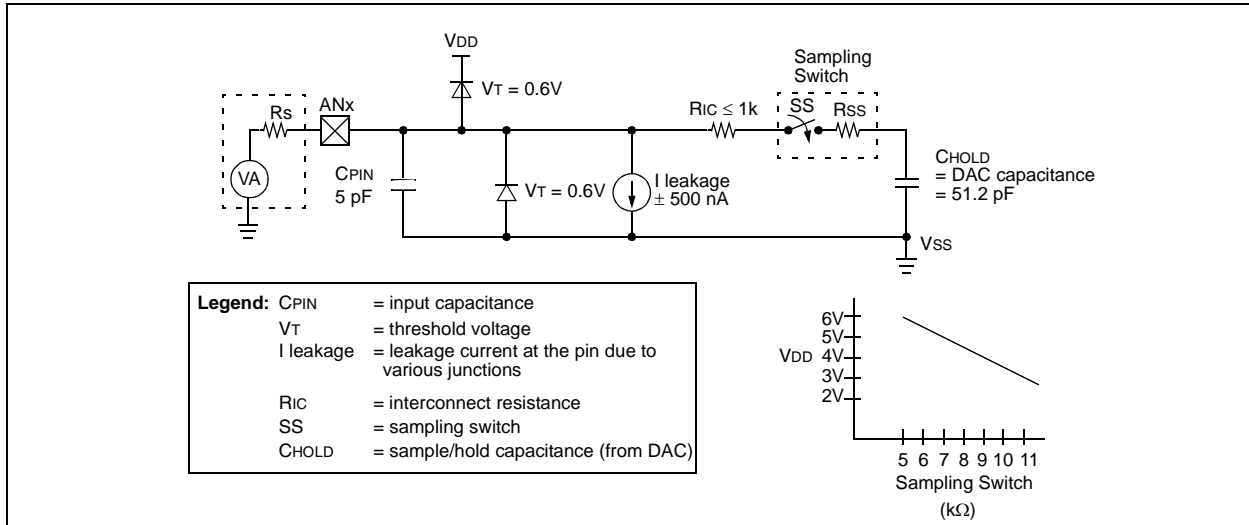 VDD
Sampling
Switch
VT = 0.6V
RS
ANx
RIC ≤ 1k
SS
RSS
VA
CPIN
5 pF
VT = 0.6V
I leakage
± 500 nA
CHOLD
= DAC capacitance
= 51.2 pF
VSS
Legend: CPIN = input capacitance
VT = threshold voltage
I leakage = leakage current at the pin due to
various junctions
RIC = interconnect resistance
SS = sampling switch
CHOLD = sample/hold capacitance (from DAC)
6V
5V
VDD 4V
3V
2V
5 6 7 8 9 10 11
Sampling Switch
(kΩ)